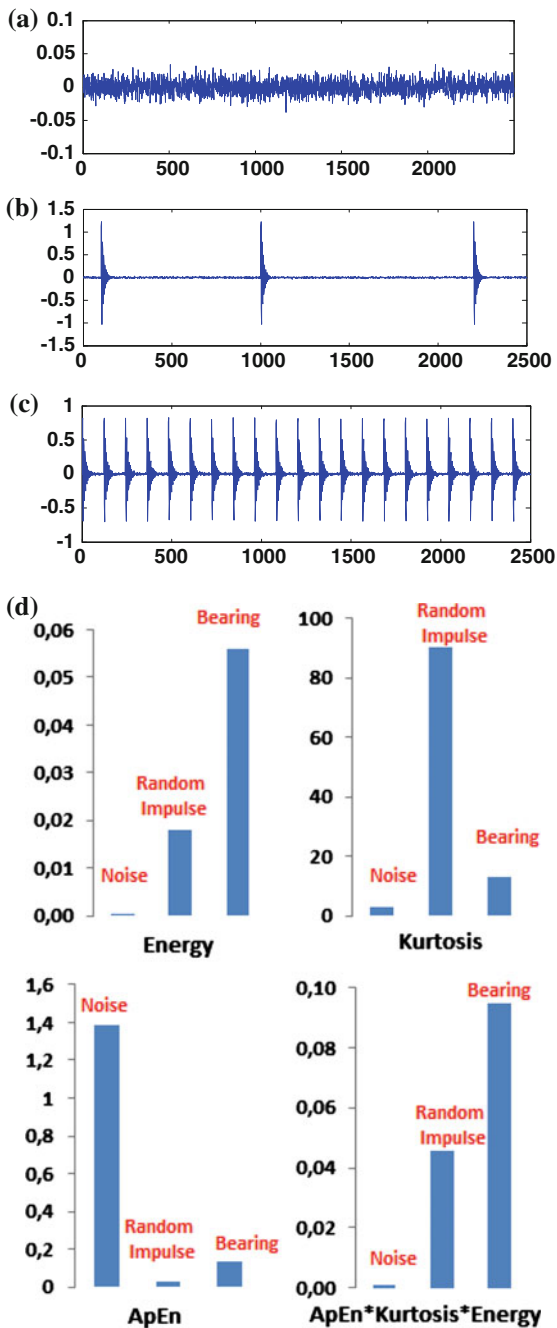 (a)
0.1
0.05
0
-0.05
-0.1
0 500 1000 1500 2000
(b)
1.5
1
0.5
0
-0.5
-1
-1.5
0 500 1000 1500 2000 2500
(c)
1
0.5
0
-0.5
-1
0 500 1000 1500 2000 2500
(d)
0,06
0,05
0,04
0,03
0,02
0,01
0,00
Bearing
Random
Impulse
Noise
Energy
100
80
60
40
20
0
Random
Impulse
Bearing
Noise
Kurtosis
1,6
1,4
1,2
1
0,8
0,6
0,4
0,2
0
Noise
Random
Impulse
Bearing
ApEn
0,10
0,08
0,06
0,04
0,02
0,00
Bearing
Random
Impulse
Noise
ApEn*Kurtosis*Energy